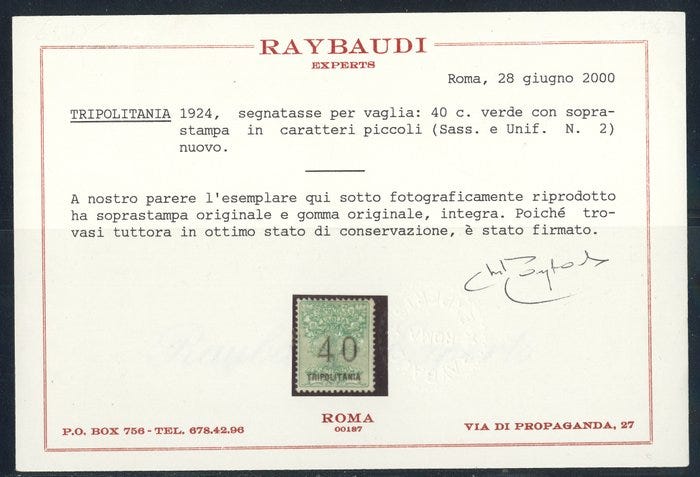 RAYBAUDI
EXPERTS
Roma, 28 giugno 2000
TRIPOLITANIA 1924, segnatasse per vaglia: 40 c. verde con sopra-
stampa in caratteri piccoli (Sass. e Unif. N. 2)
nuovo.
A nostro parere l'esemplare qui sotto fotograficamente riprodotto
ha soprastampa originale e gomma originale, integra. Poiché tro-
vasi tuttora in ottimo stato di conservazione, è stato firmato.
40
TRIPOLITANIA
ROMA
00187
P.O. BOX 756 - TEL. 678.42.96
VIA DI PROPAGANDA, 27